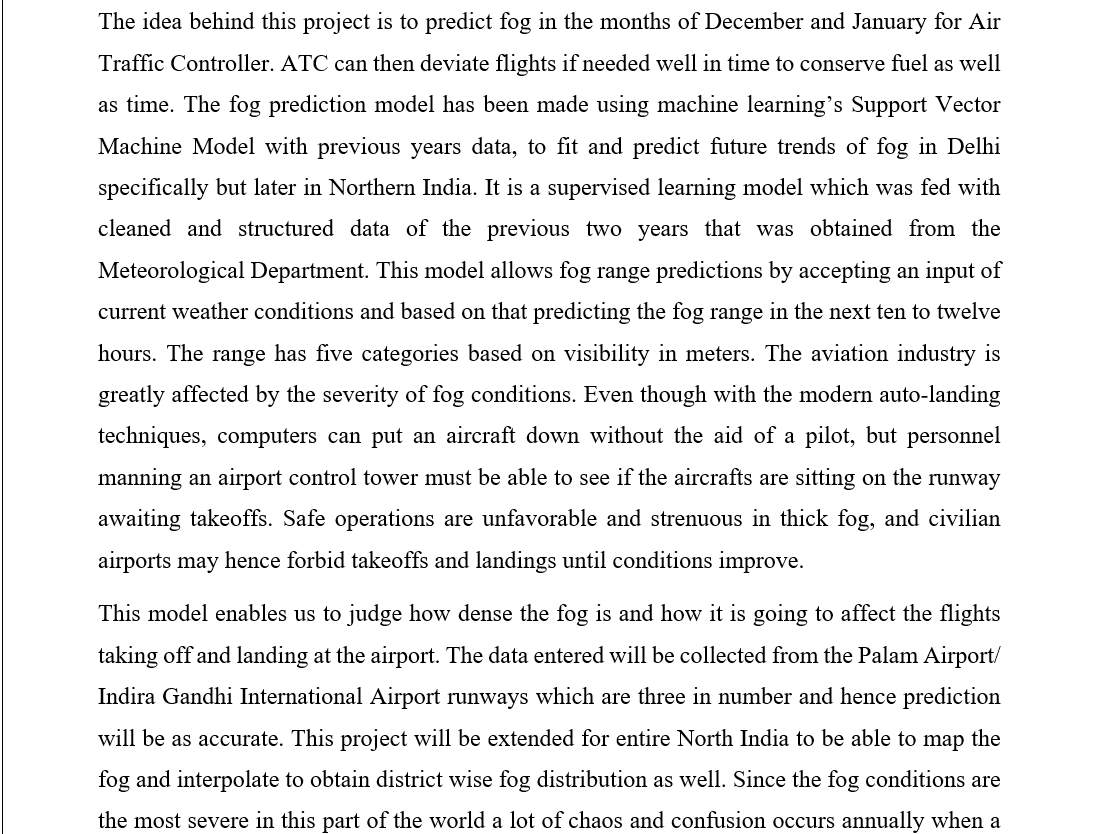 The idea behind this project is to predict fog in the months of December and January for Air
Traffic Controller. ATC can then deviate flights if needed well in time to conserve fuel as well
as time. The fog prediction model has been made using machine learning’s Support Vector
Machine Model with previous years data, to fit and predict future trends of fog in Delhi
specifically but later in Northern India. It is a supervised learning model which was fed with
cleaned and structured data of the previous two years that was obtained from the
Meteorological Department. This model allows fog range predictions by accepting an input of
current weather conditions and based on that predicting the fog range in the next ten to twelve
hours. The range has five categories based on visibility in meters. The aviation industry is
greatly affected by the severity of fog conditions. Even though with the modern auto-landing
techniques, computers can put an aircraft down without the aid of a pilot, but personnel
manning an airport control tower must be able to see if the aircrafts are sitting on the runway
awaiting takeoffs. Safe operations are unfavorable and strenuous in thick fog, and civilian
airports may hence forbid takeoffs and landings until conditions improve.
This model enables us to judge how dense the fog is and how it is going to affect the flights
taking off and landing at the airport. The data entered will be collected from the Palam Airport/
Indira Gandhi International Airport runways which are three in number and hence prediction
will be as accurate. This project will be extended for entire North India to be able to map the
fog and interpolate to obtain district wise fog distribution as well. Since the fog conditions are
the most severe in this part of the world a lot of chaos and confusion occurs annually when a